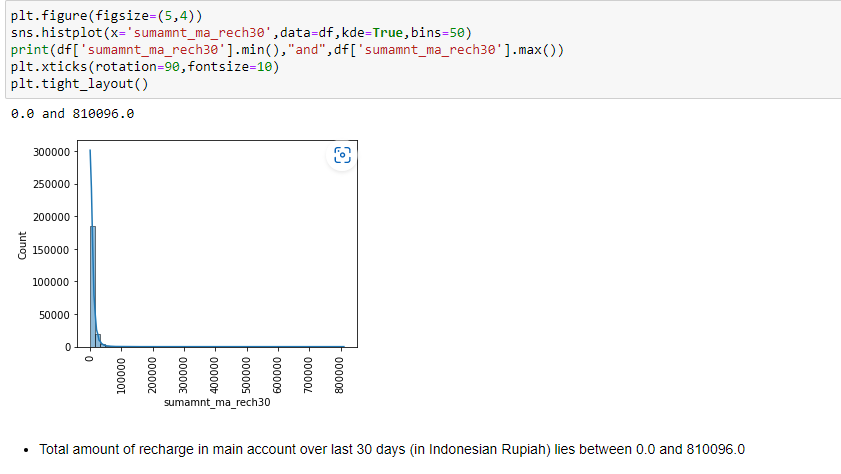 plt.figure(figsize=(5,4))
sns.histplot(x='sumamnt_ma_rech30',data=df,kde=True,bins=50)
print(df['sumamnt_ma_rech30'].min(),"and",df['sumamnt_ma_rech30'].max())
plt.xticks(rotation=90,fontsize=10)
plt.tight_layout()
0.0 and 810096.0
300000
250000
200000
150000
100000
50000
0
Count
0
100000
200000
300000
400000
500000
600000
700000
800000
sumamnt_ma_rech30
• Total amount of recharge in main account over last 30 days (in Indonesian Rupiah) lies between 0.0 and 810096.0